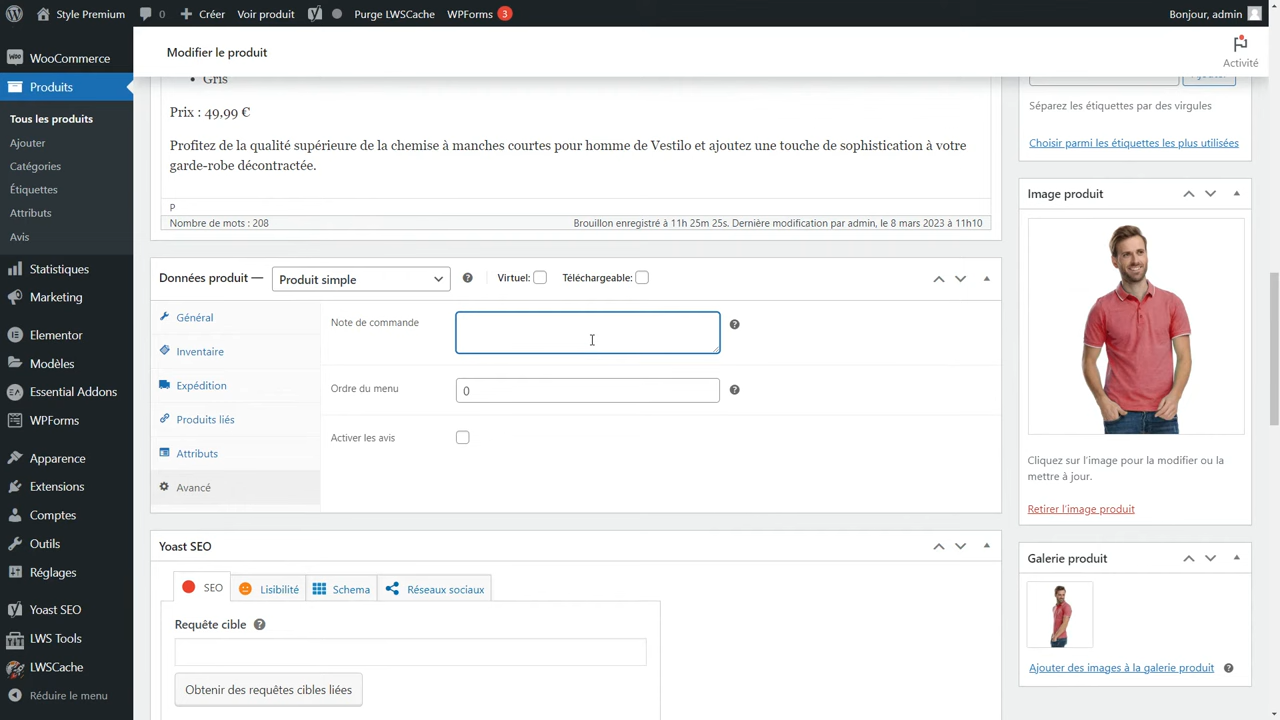 Style Premium
0
Créer
Voir produit
Purge LWSCache
WPForms 3
Bonjour, admin
WooCommerce
Produits
Tous les produits
Ajouter
Catégories
Étiquettes
Attributs
Avis
Statistiques
Marketing
Elementor
Modèles
Essential Addons
WPForms
Apparence
Extensions
Comptes
Outils
Réglages
Yoast SEO
LWS Tools
LWSCache
Réduire le menu
Modifier le produit
Activité
Gris
Prix : 49,99 €
Profitez de la qualité supérieure de la chemise à manches courtes pour homme de Vestilo et ajoutez une touche de sophistication à votre
garde-robe décontractée.
P
Nombre de mots : 208
Brouillon enregistré à 11h 25m 25s. Dernière modification par admin, le 8 mars 2023 à 11h10
Données produit —
Produit simple
Virtuel:
Téléchargeable:
Général
Inventaire
Expédition
Produits liés
Attributs
Avancé
Note de commande
Ordre du menu
0
Activer les avis
Yoast SEO
SEO
Lisibilité
Schema
Réseaux sociaux
Requête cible
Obtenir des requêtes cibles liées
Ajouter
Séparez les étiquettes par des virgules
Choisir parmi les étiquettes les plus utilisées
Image produit
Cliquez sur l'image pour la modifier ou la
mettre à jour.
Retirer l'image produit
Galerie produit
Ajouter des images à la galerie produit